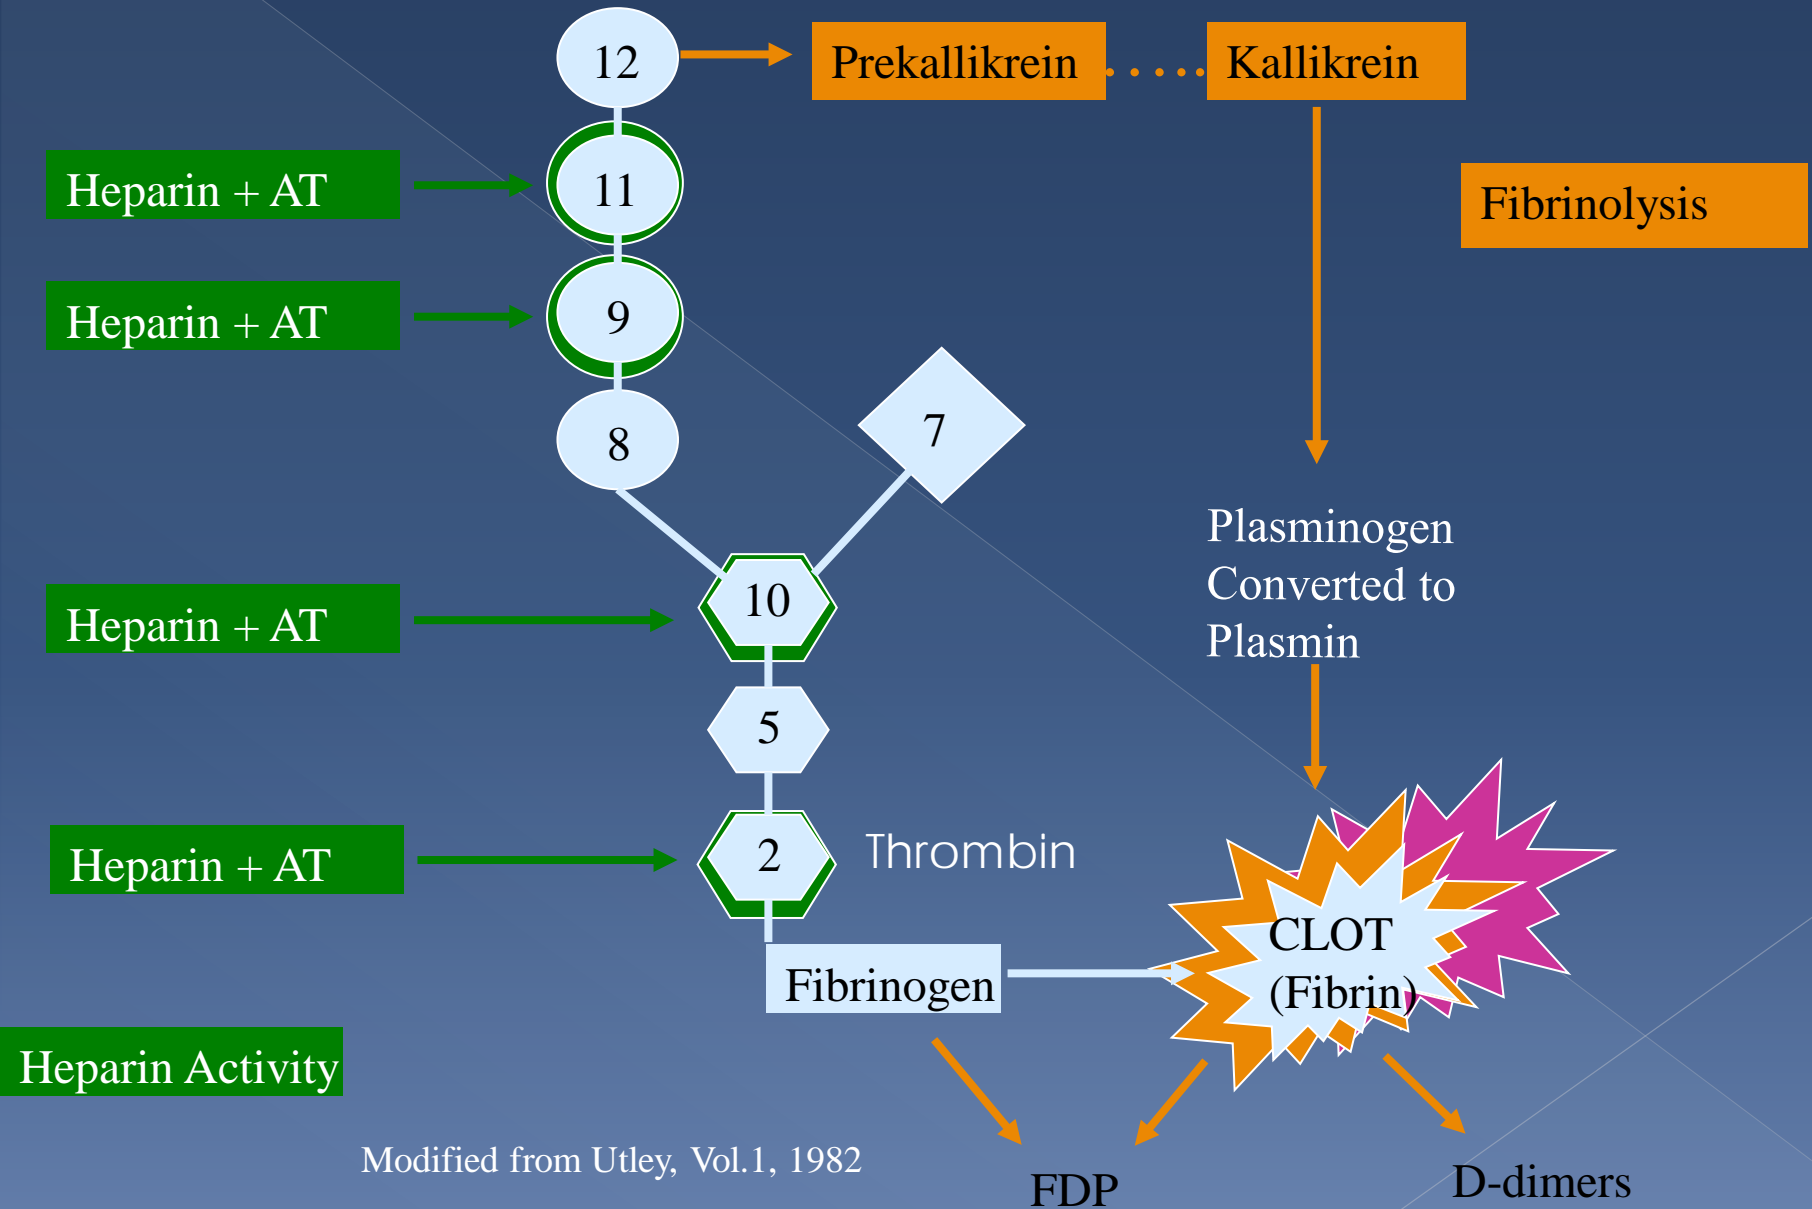 12
Prekallikrein
Kallikrein
Heparin + AT
11
Fibrinolysis
Heparin + AT
9
8
7
Plasminogen
Converted to
Plasmin
Heparin + AT
10
5
Heparin + AT
2
Thrombin
CLOT
(Fibrin)
Fibrinogen
Heparin Activity
Modified from Utley, Vol.1, 1982
FDP
D-dimers